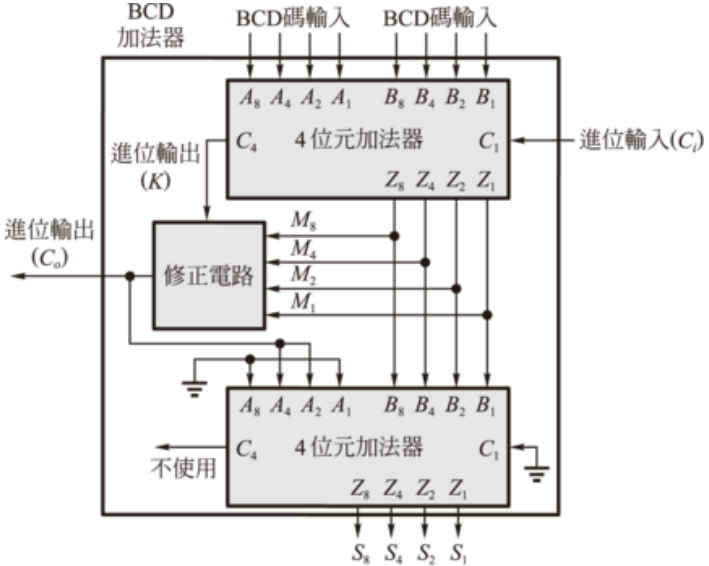 BCD
加法器
BCD碼輸入 BCD碼輸入
A₈ A₄ A₂ A₁ B₈ B₄ B₂ B₁
C₄ 4 位元加法器 C₁
進位輸入(Cᵢ)
Z₈ Z₄ Z₂ Z₁
進位輸出
(K)
進位輸出
(Cₒ)
修正電路
M₈
M₄
M₂
M₁
A₈ A₄ A₂ A₁ B₈ B₄ B₂ B₁
C₄ 4 位元加法器 C₁
不使用
Z₈ Z₄ Z₂ Z₁
S₈ S₄ S₂ S₁